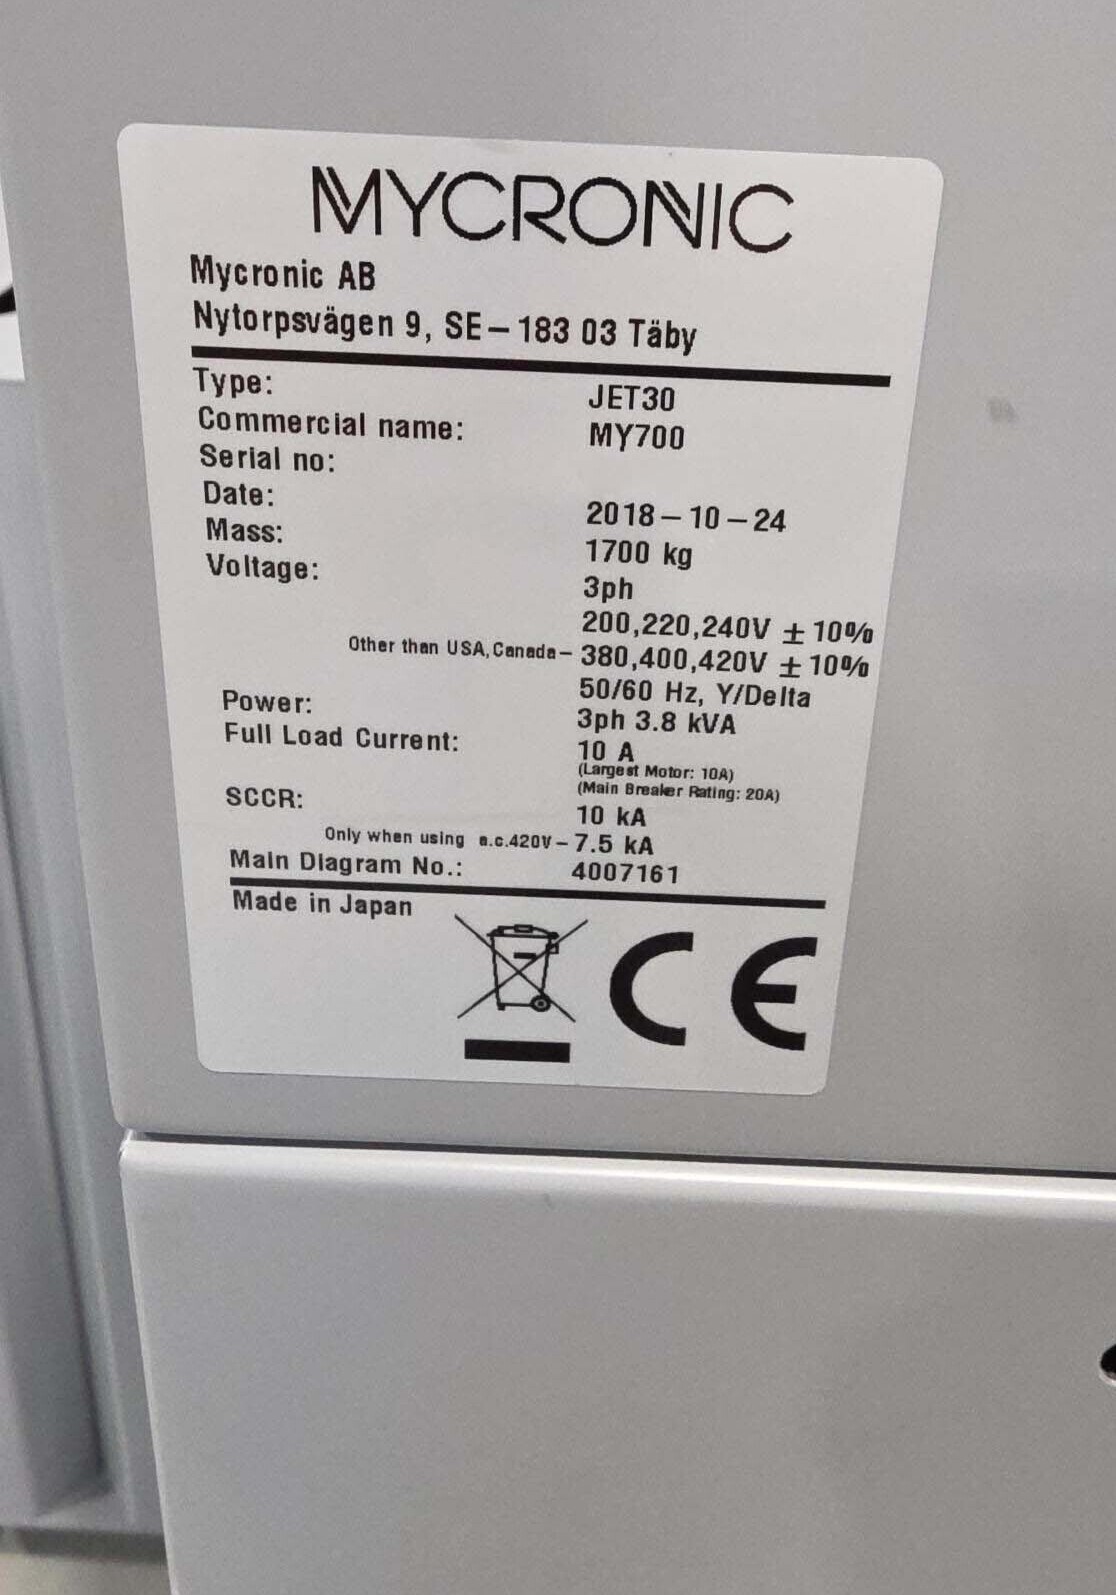 MYCRONIC
Mycronic AB
Nytorpsvägen 9, SE-183 03 Täby
Type: JET30
Commercial name: MY700
Serial no:
Date: 2018-10-24
Mass: 1700 kg
Voltage: 3ph
200,220,240V ±10%
Other than USA,Canada- 380,400,420V ±10%
50/60 Hz, Y/Delta
Power: 3ph 3.8 kVA
Full Load Current: 10 A
(Largest Motor: 10A)
(Main Breaker Rating: 20A)
SCCR: 10 kA
Only when using a.c.420V-7.5 kA
Main Diagram No.: 4007161
Made in Japan
CE